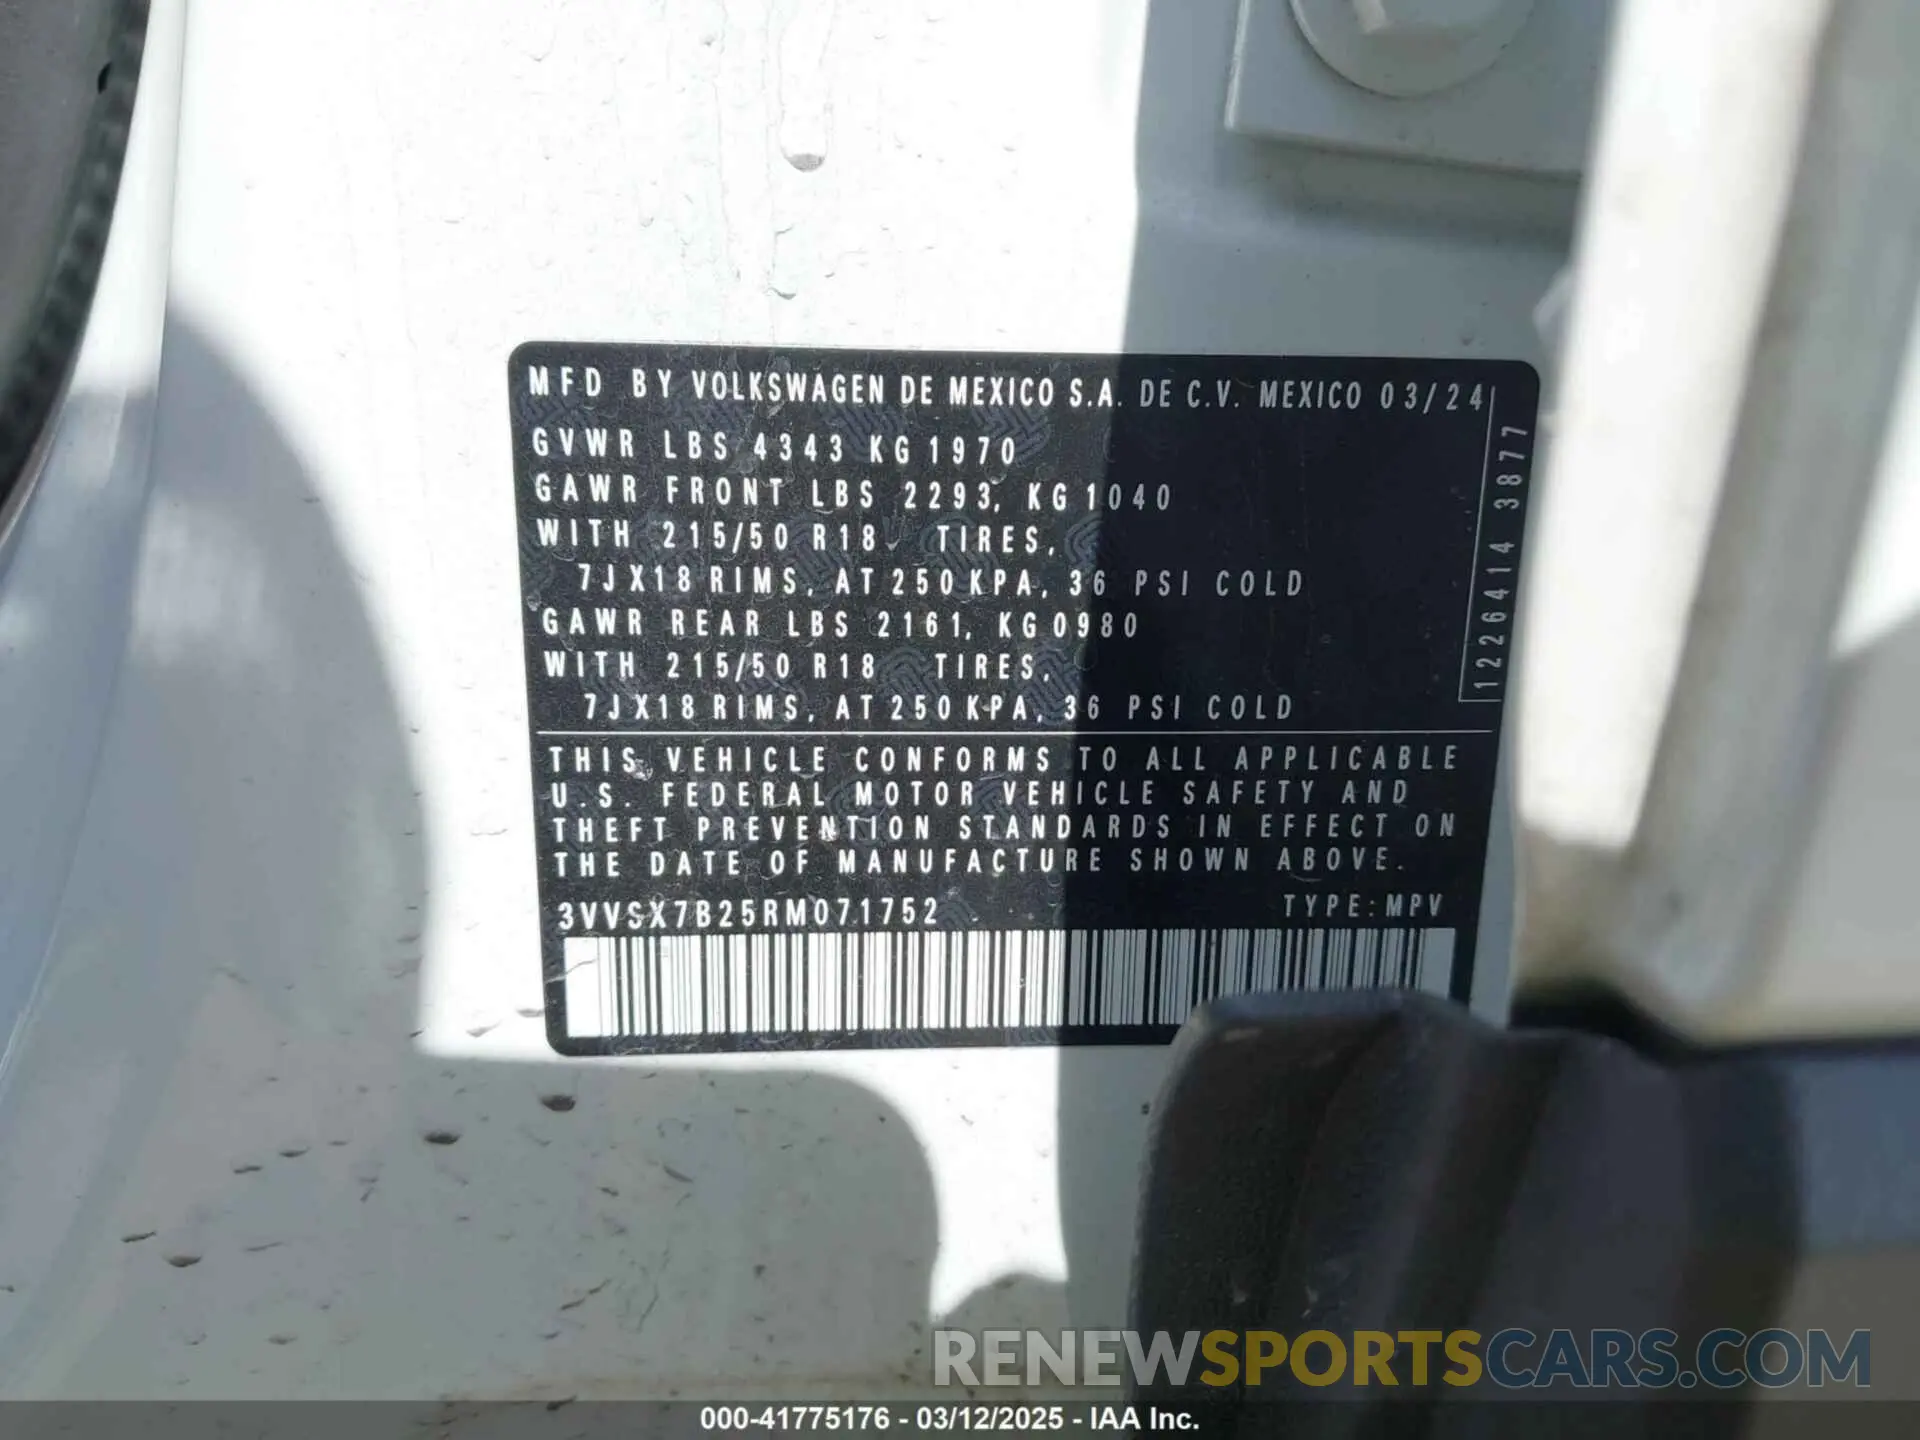 MFD BY VOLKSWAGEN DE MEXICO S.A. DE C.V. MEXICO 03/24
GVWR LBS 4343 KG 1970
GAWR FRONT LBS 2293, KG 1040
WITH 215/50 R18 TIRES,
7JX18 RIMS, AT 250 KPA, 36 PSI COLD
GAWR REAR LBS 2161, KG 0980
WITH 215/50 R18 TIRES,
7JX18 RIMS, AT 250 KPA, 36 PSI COLD
1226414 3877
THIS VEHICLE CONFORMS TO ALL APPLICABLE
U.S. FEDERAL MOTOR VEHICLE SAFETY AND
THEFT PREVENTION STANDARDS IN EFFECT ON
THE DATE OF MANUFACTURE SHOWN ABOVE.
3VVSX7B25RM071752 TYPE: MPV
RENEWSPORTSCARS.COM
000-41775176 - 03/12/2025 - IAA Inc.